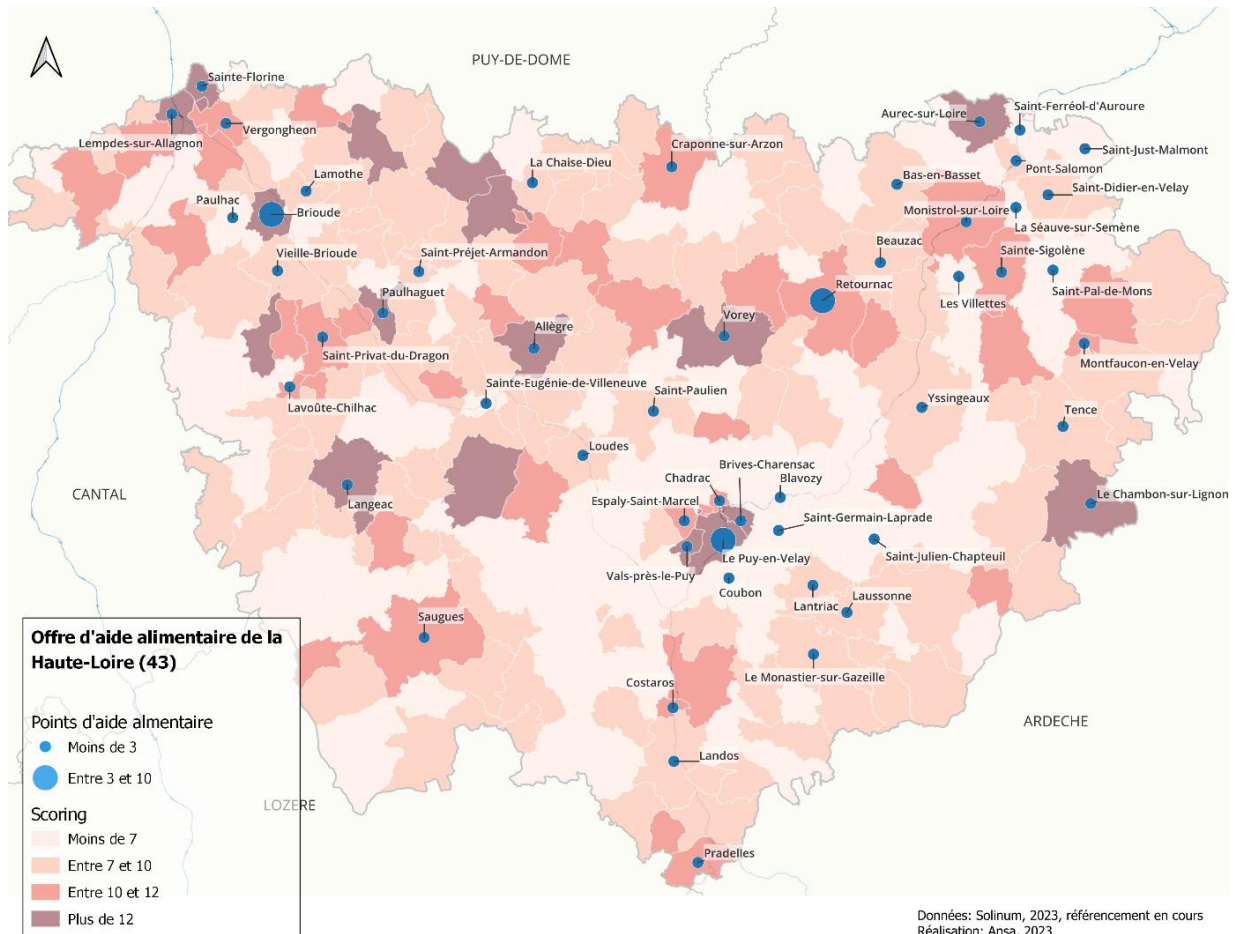 PUY-DE-DOME
Sainte-Florine
Aurec-sur-Loire
Saint-Ferréol-d'Auroure
Vergongheon
Lempdes-sur-Allagnon
Craponne-sur-Arzon
Saint-Just-Malmont
La Chaise-Dieu
Pont-Salomon
Lamothe
Bas-en-Basset
Saint-Didier-en-Velay
Paulhac
Brioude
Monistrol-sur-Loire
La Séauve-sur-Semène
Beauzac
Vieille-Brioude
Saint-Préjet-Armandon
Sainte-Sigolène
Retournac
Paulhaguet
Les Villettes
Saint-Pal-de-Mons
Vorey
Allègre
Saint-Privat-du-Dragon
Montfaucon-en-Velay
Sainte-Eugénie-de-Villeneuve
Saint-Paulien
Lavoûte-Chilhac
Yssingeaux
Tence
Loudes
Brives-Charensac
Chadrac
Blavozy
CANTAL
Le Chambon-sur-Lignon
Espaly-Saint-Marcel
Langeac
Saint-Germain-Laprade
Le Puy-en-Velay
Saint-Julien-Chapteuil
Vals-près-le-Puy
Coubon
Lantriac
Laussonne
Saugues
Le Monastier-sur-Gazeille
Costaros
ARDECHE
Landos
LOZERE
Pradelles
Offre d'aide alimentaire de la
Haute-Loire (43)
Points d'aide almentaire
Moins de 3
Entre 3 et 10
Scoring
Moins de 7
Entre 7 et 10
Entre 10 et 12
Plus de 12
Données: Solinum, 2023, référencement en cours
Réalisation: Ansa, 2023